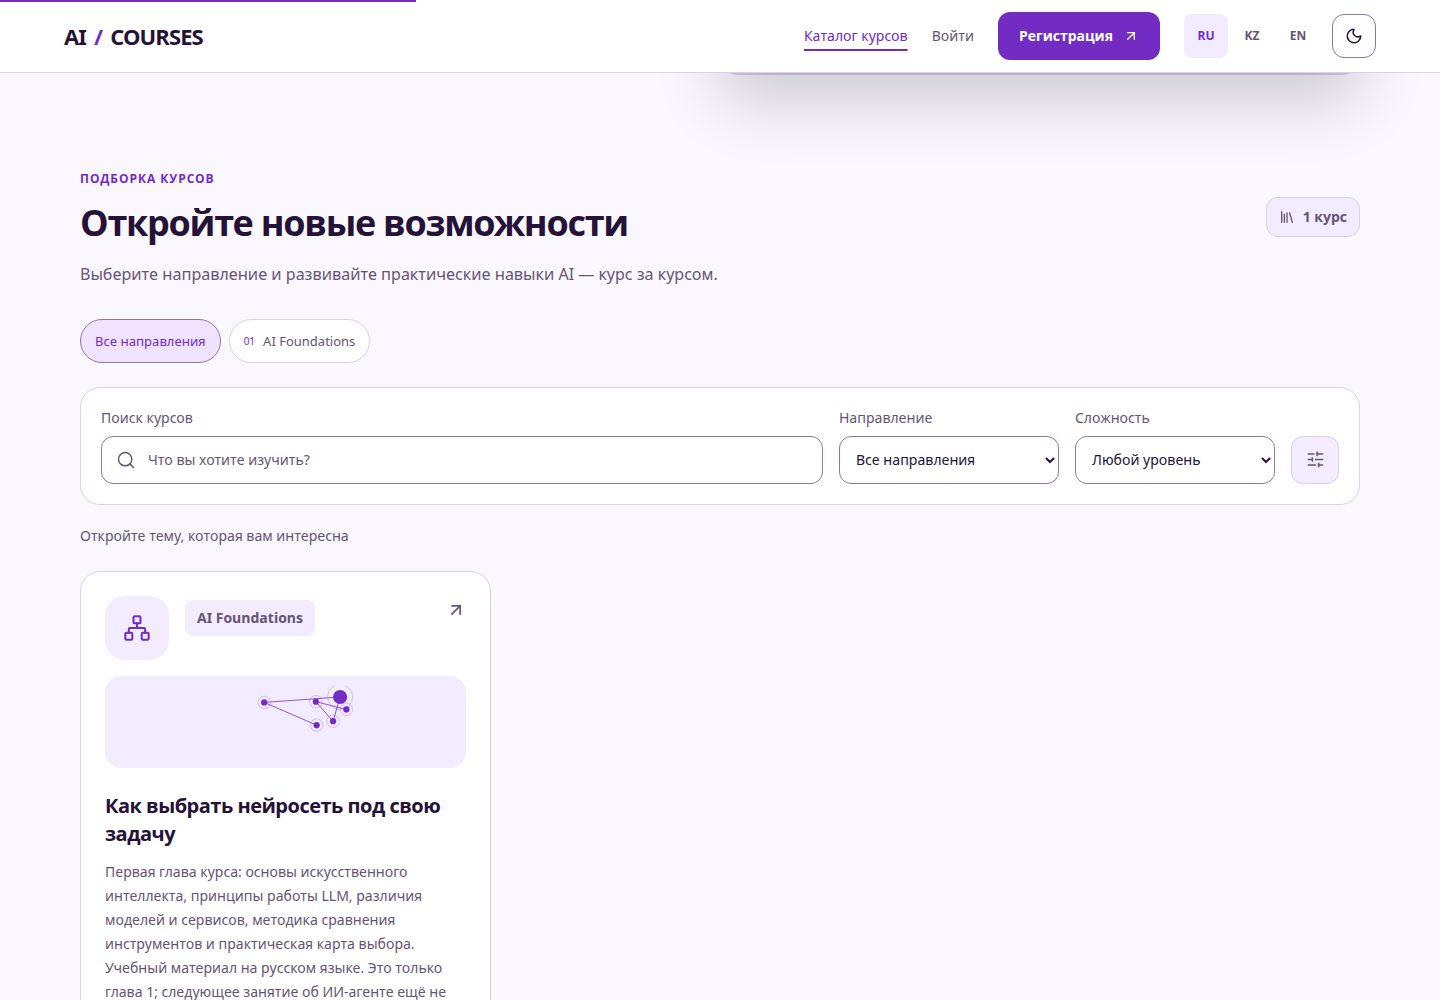 AI / COURSES
Каталог курсов
Войти
Регистрация
RU
KZ
EN
ПОДБОРКА КУРСОВ
Откройте новые возможности
1 курс
Выберите направление и развивайте практические навыки AI — курс за курсом.
Все направления
01 AI Foundations
Поиск курсов
Направление
Сложность
Что вы хотите изучить?
Все направления
Любой уровень
Откройте тему, которая вам интересна
AI Foundations
Как выбрать нейросеть под свою
задачу
Первая глава курса: основы искусственного
интеллекта, принципы работы LLM, различия
моделей и сервисов, методика сравнения
инструментов и практическая карта выбора.
Учебный материал на русском языке. Это только
глава 1; следующее занятие об ИИ-агенте ещё не